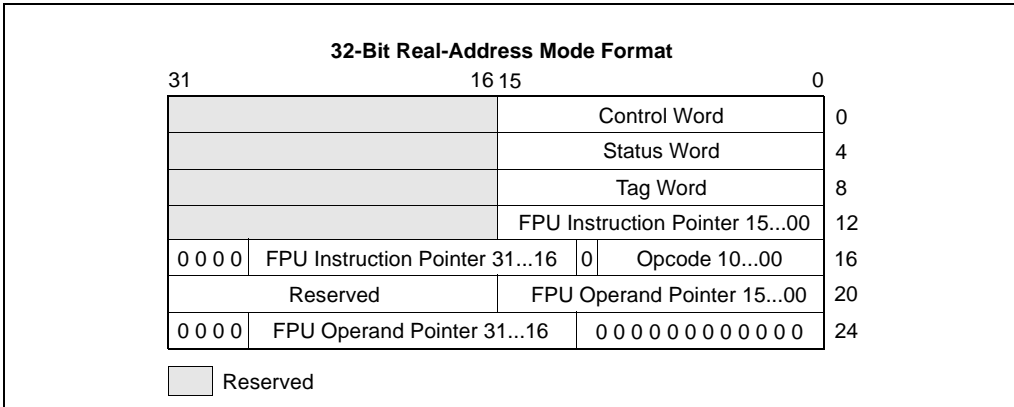 32-Bit Real-Address Mode Format
31 16 15 0
Control Word 0
Status Word 4
Tag Word 8
FPU Instruction Pointer 15...00 12
0 0 0 0 FPU Instruction Pointer 31...16 0 Opcode 10...00 16
Reserved FPU Operand Pointer 15...00 20
0 0 0 0 FPU Operand Pointer 31...16 0 0 0 0 0 0 0 0 0 0 0 0 24
Reserved